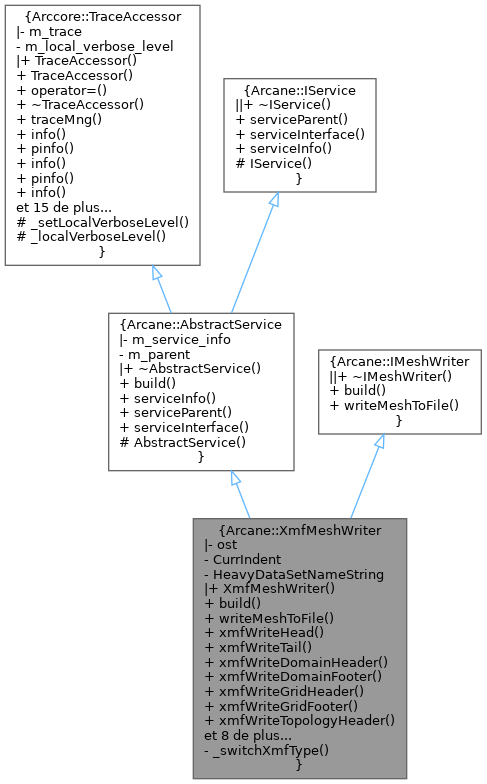 {Arccore::TraceAccessor
|- m_trace
- m_local_verbose_level
|+ TraceAccessor()
+ TraceAccessor()
+ operator=()
+ ~TraceAccessor()
+ traceMng()
+ info()
+ pinfo()
+ info()
+ pinfo()
+ info()
et 15 de plus...
# _setLocalVerboseLevel()
# _localVerboseLevel()
}
{Arcane::IService
||+ ~IService()
+ serviceParent()
+ serviceInterface()
+ serviceInfo()
# IService()
}
{Arcane::AbstractService
|- m_service_info
- m_parent
|+ ~AbstractService()
+ build()
+ serviceInfo()
+ serviceParent()
+ serviceInterface()
# AbstractService()
}
{Arcane::IMeshWriter
||+ ~IMeshWriter()
+ build()
+ writeMeshToFile()
}
{Arcane::XmfMeshWriter
|- ost
- CurrIndent
- HeavyDataSetNameString
|+ XmfMeshWriter()
+ build()
+ writeMeshToFile()
+ xmfWriteHead()
+ xmfWriteTail()
+ xmfWriteDomainHeader()
+ xmfWriteDomainFooter()
+ xmfWriteGridHeader()
+ xmfWriteGridFooter()
+ xmfWriteTopologyHeader()
et 8 de plus...
- _switchXmfType()
}